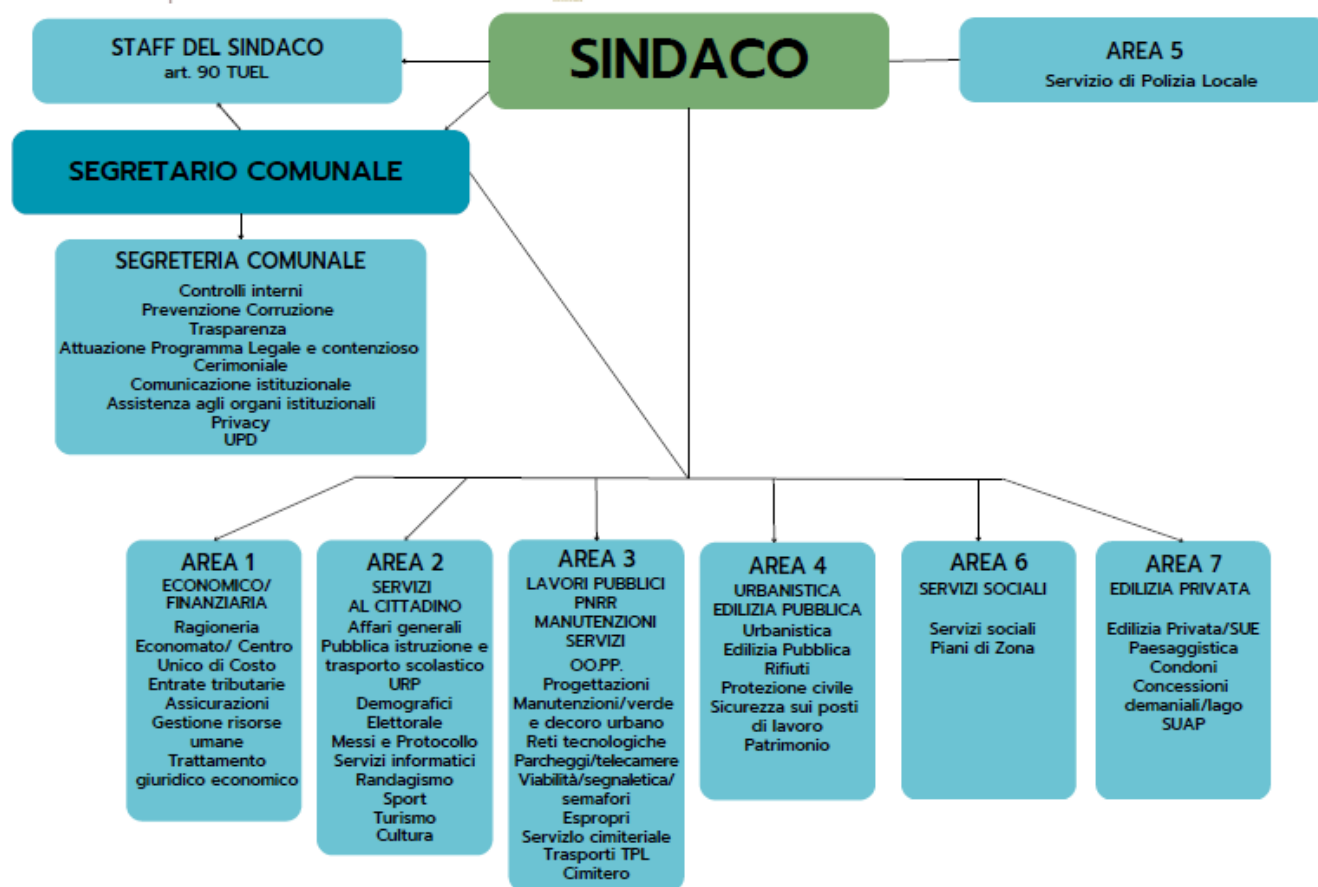 STAFF DEL SINDACO
art. 90 TUEL
SINDACO
AREA 5
Servizio di Polizia Locale
SEGRETARIO COMUNALE
SEGRETERIA COMUNALE
Controlli interni
Prevenzione Corruzione
Trasparenza
Attuazione Programma Legale e contenzioso
Cerimoniale
Comunicazione istituzionale
Assistenza agli organi istituzionali
Privacy
UPD
AREA 1
ECONOMICO/
FINANZIARIA
Ragioneria
Economato/ Centro
Unico di Costo
Entrate tributarie
Assicurazioni
Gestione risorse
umane
Trattamento
giuridico economico
AREA 2
SERVIZI
AL CITTADINO
Affari generali
Pubblica istruzione e
trasporto scolastico
URP
Demografici
Elettorale
Messi e Protocollo
Servizi informatici
Randagismo
Sport
Turismo
Cultura
AREA 3
LAVORI PUBBLICI
PNRR
MANUTENZIONI
SERVIZI
OO.PP.
Progettazioni
Manutenzioni/verde
e decoro urbano
Reti tecnologiche
Parcheggi/telecamere
Viabilità/segnaletica/
semafori
Espropri
Servizio cimiteriale
Trasporti TPL
Cimitero
AREA 4
URBANISTICA
EDILIZIA PUBBLICA
Urbanistica
Edilizia Pubblica
Rifiuti
Protezione civile
Sicurezza sui posti
di lavoro
Patrimonio
AREA 6
SERVIZI SOCIALI
Servizi sociali
Piani di Zona
AREA 7
EDILIZIA PRIVATA
Edilizia Privata/SUE
Paesaggistica
Condoni
Concessioni
demaniali/lago
SUAP